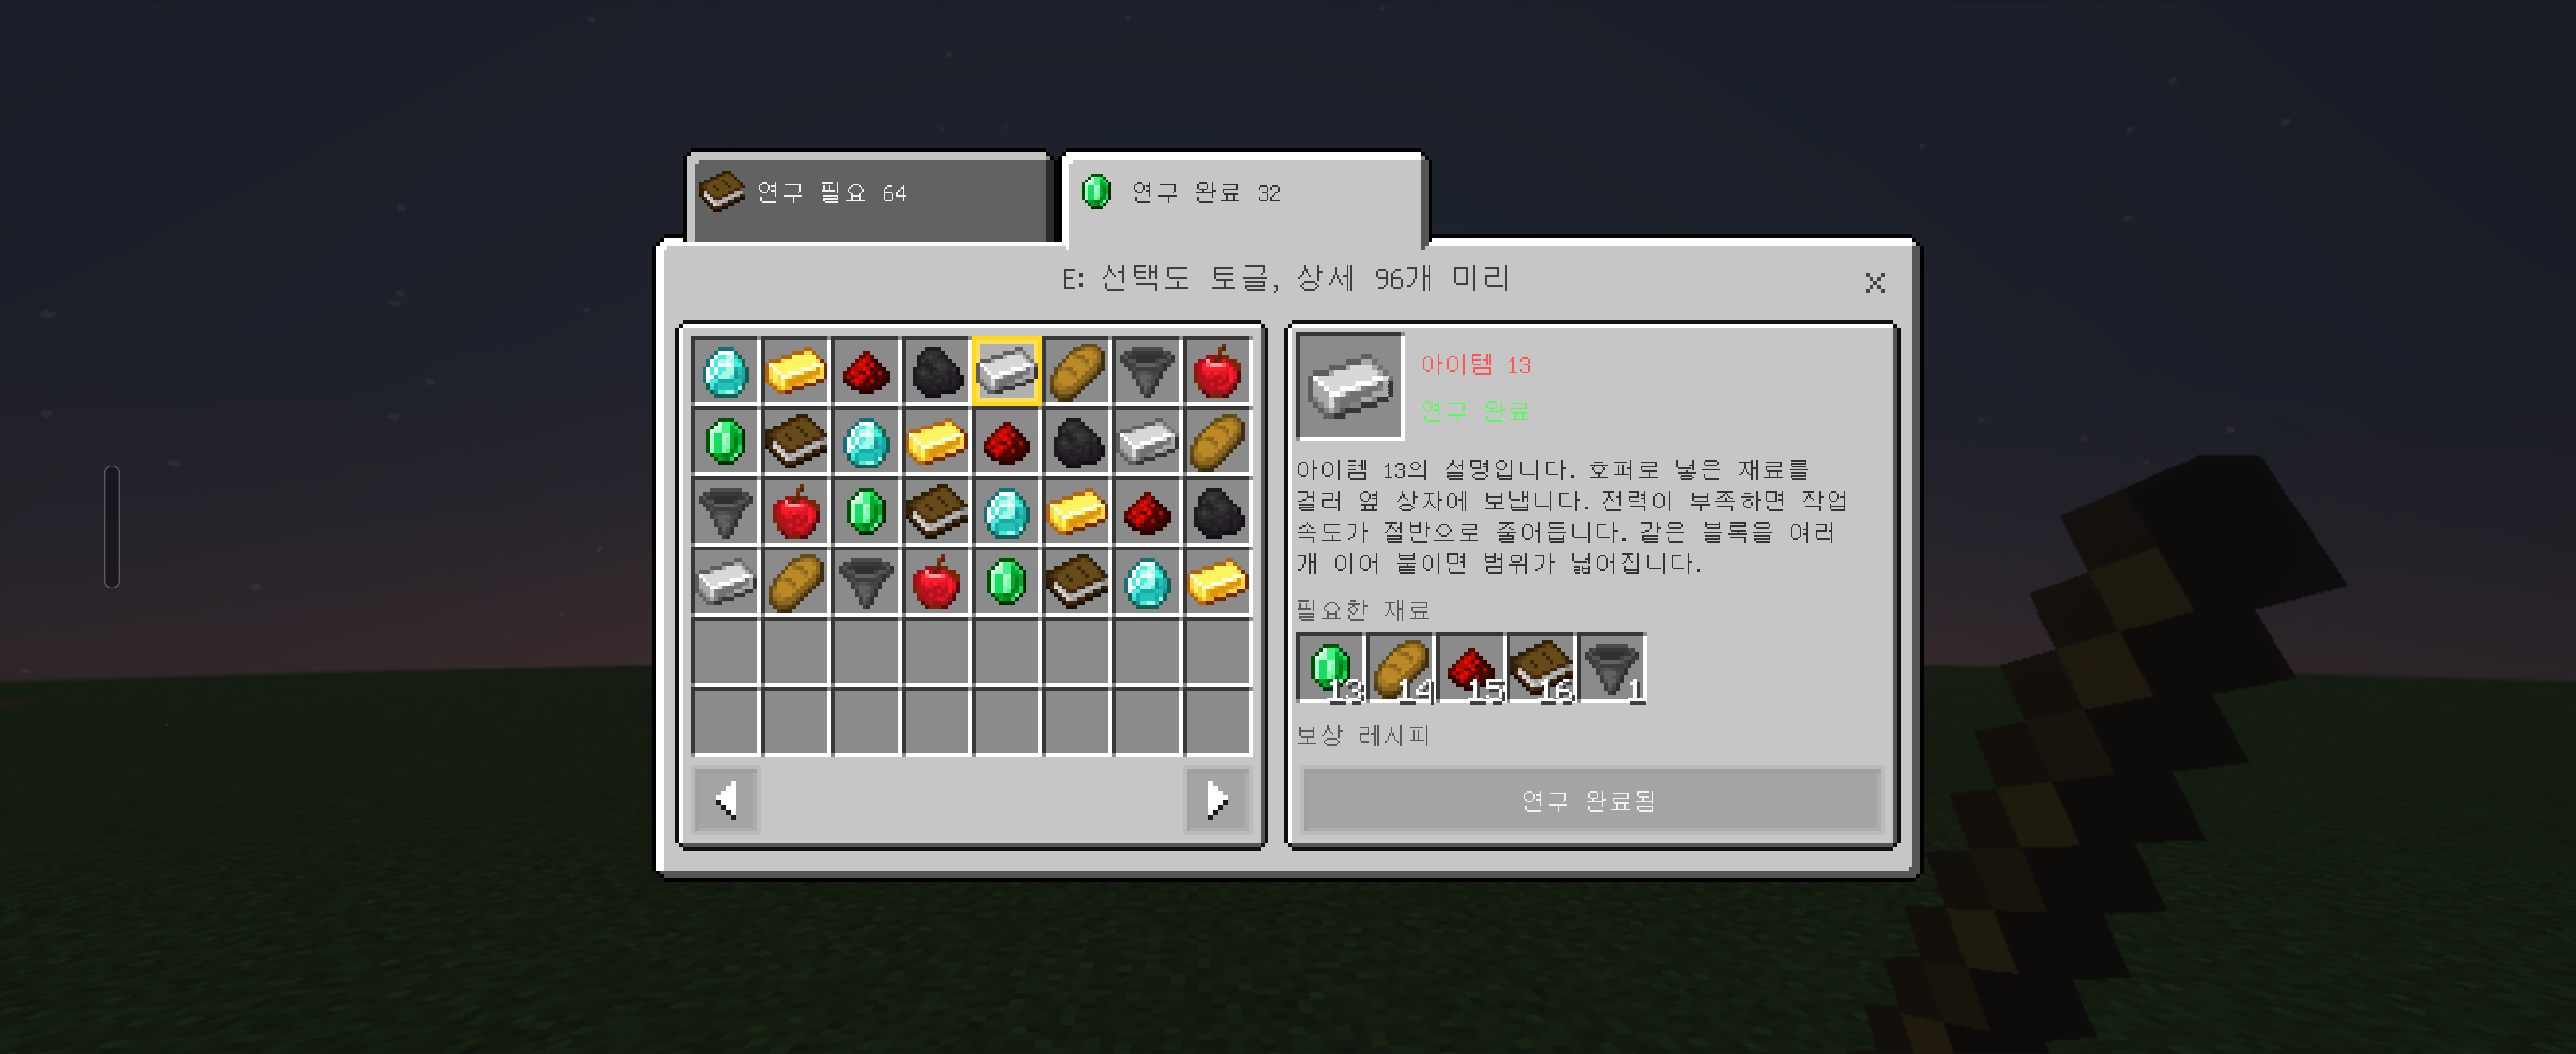 연구 필요 64
연구 완료 32
E: 선택도 토글, 상세 96개 미리
아이템 13
연구 완료
아이템 13의 설명입니다. 호퍼로 넣은 재료를
걸러 옆 상자에 보냅니다. 전력이 부족하면 작업
속도가 절반으로 줄어듭니다. 같은 블록을 여러
개 이어 붙이면 범위가 넓어집니다.
필요한 재료
13 14 15 16 1
보상 레시피
연구 완료됨